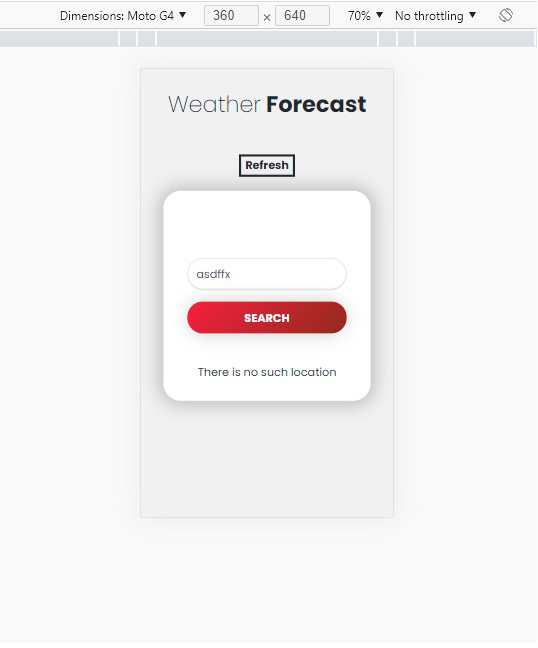 Dimensions: Moto G4 ▼ 360 × 640 70% ▼ No throttling ▼
Weather Forecast
Refresh
asdffx
SEARCH
There is no such location